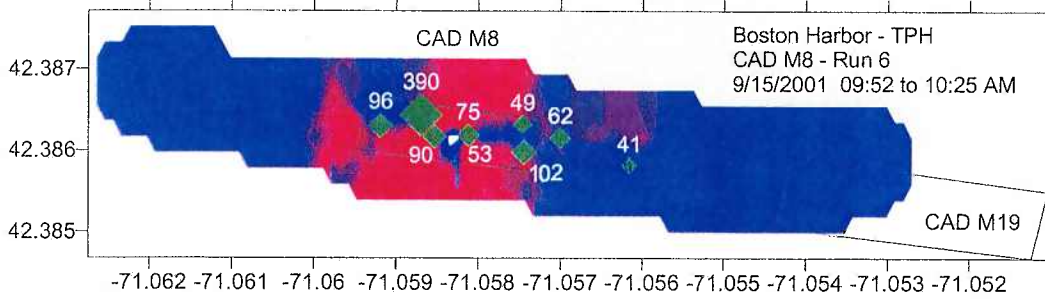 CAD M8
Boston Harbor - TPH
CAD M8 - Run 6
9/15/2001 09:52 to 10:25 AM
42.387
42.386
42.385
390
96
75
49
62
90
53
102
41
CAD M19
-71.062 -71.061 -71.06 -71.059 -71.058 -71.057 -71.056 -71.055 -71.054 -71.053 -71.052